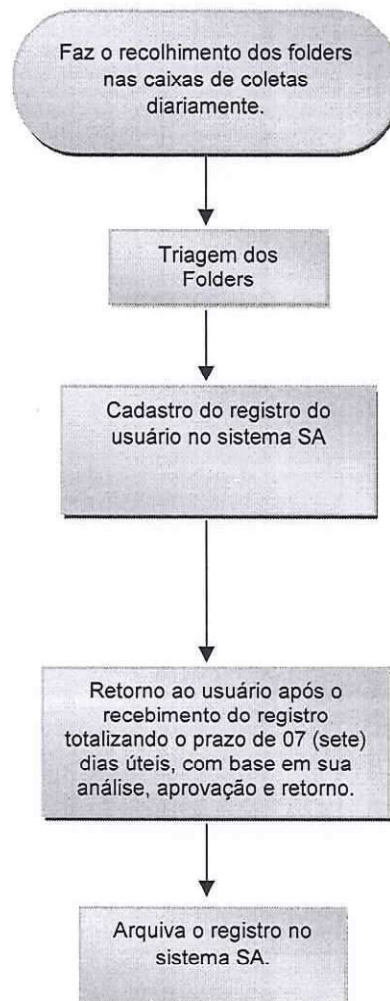 Faz o recolhimento dos folders
nas caixas de coletas
diariamente.
Triagem dos
Folders
Cadastro do registro do
usuário no sistema SA
Retorno ao usuário após o
recebimento do registro
totalizando o prazo de 07 (sete)
dias úteis, com base em sua
análise, aprovação e retorno.
Arquiva o registro no
sistema SA.